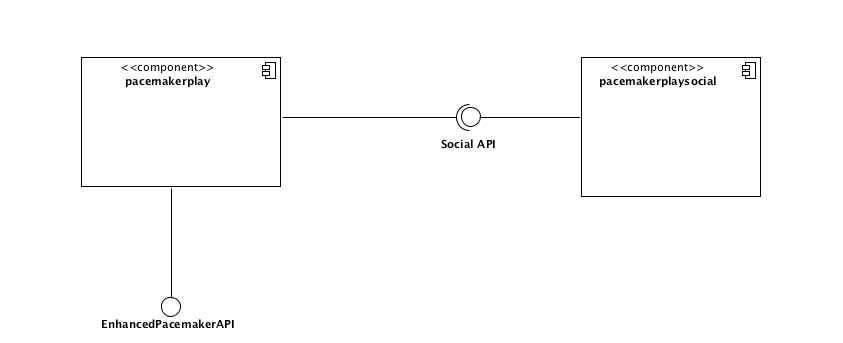 <<component>>
pacemakerplay
<<component>>
pacemakerplaysocial
Social API
EnhancedPacemakerAPI